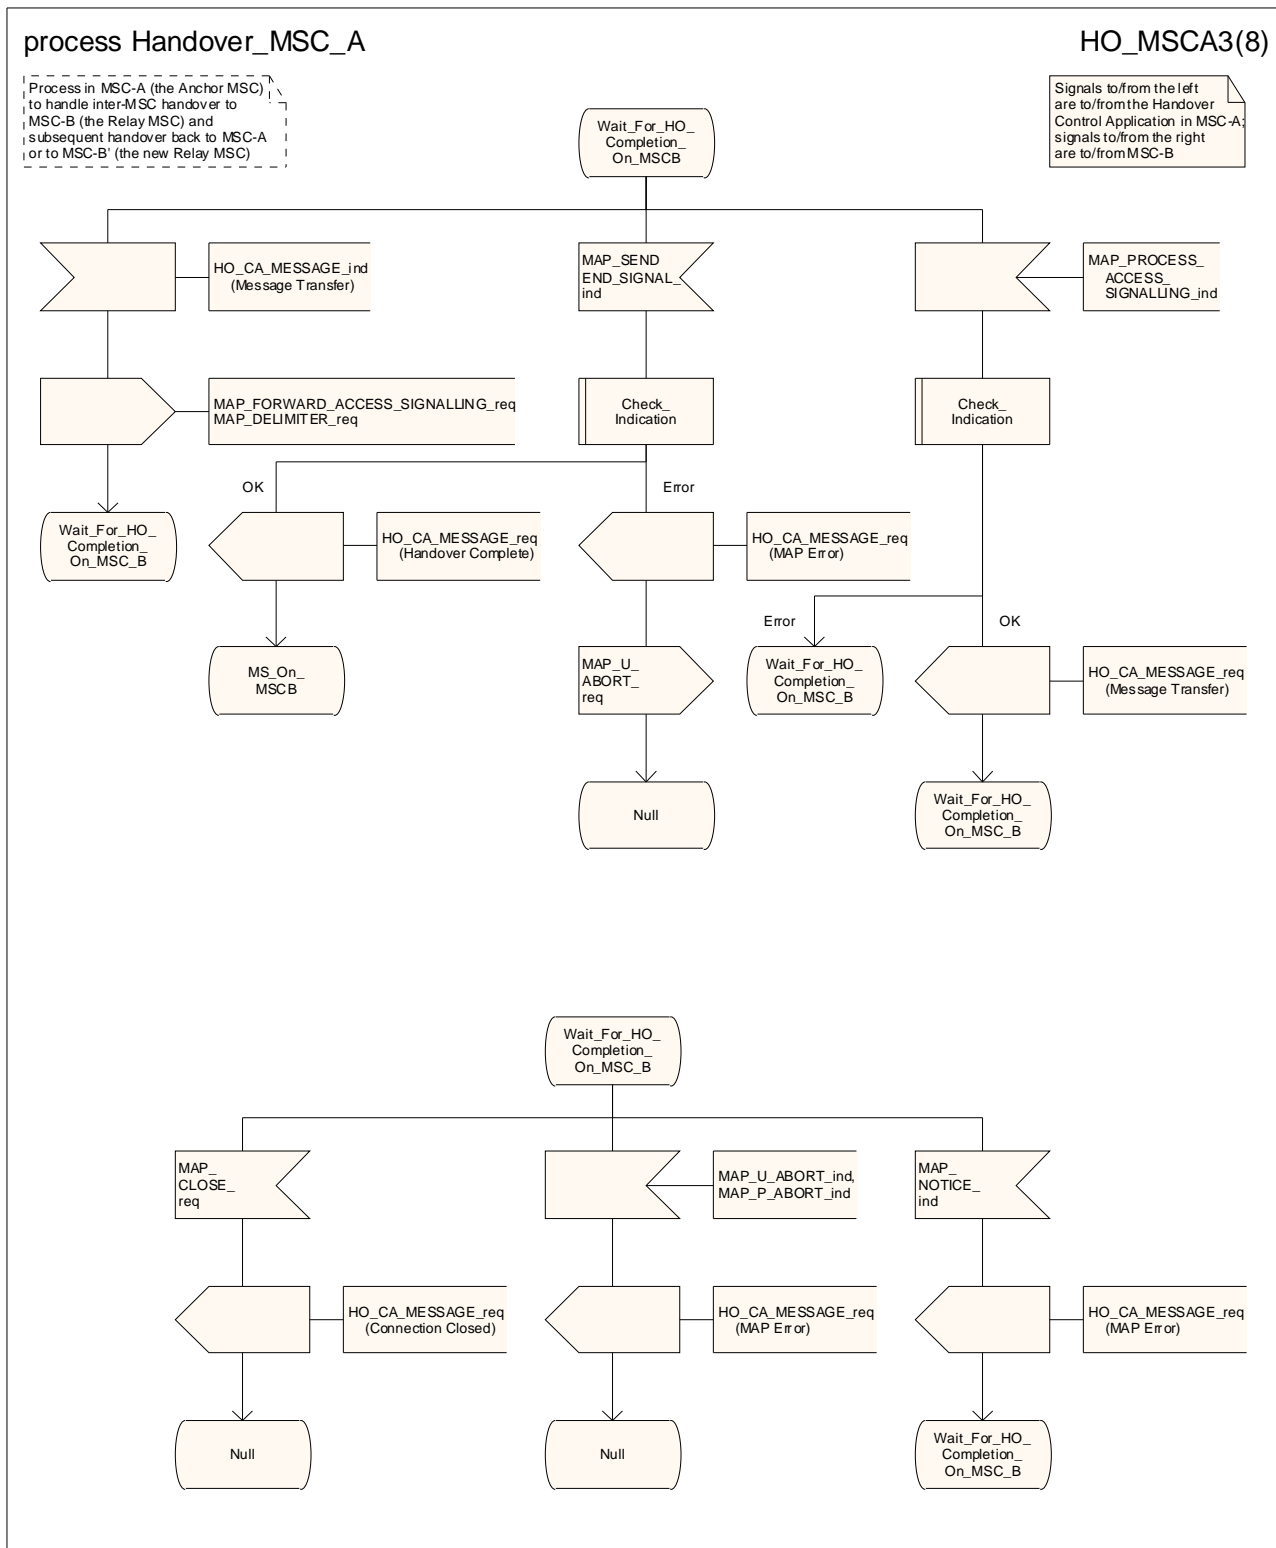 process Handover_MSC_A
HO_MSCA3(8)
Process in MSC-A (the Anchor MSC)
to handle inter-MSC handover to
MSC-B (the Relay MSC) and
subsequent handover back to MSC-A
or to MSC-B' (the new Relay MSC)
Signals to/from the left
are to/from the Handover
Control Application in MSC-A;
signals to/from the right
are to/from MSC-B
Wait_For_HO_
Completion_
On_MSCB
HO_CA_MESSAGE_ind
(Message Transfer)
MAP_SEND
END_SIGNAL_
ind
MAP_PROCESS_
ACCESS_
SIGNALLING_ind
MAP_FORWARD_ACCESS_SIGNALLING_req
MAP_DELIMITER_req
Check_
Indication
Check_
Indication
OK
Error
Wait_For_HO_
Completion_
On_MSC_B
HO_CA_MESSAGE_req
(Handover Complete)
HO_CA_MESSAGE_req
(MAP Error)
Error
OK
MS_On_
MSCB
MAP_U_
ABORT_
req
Wait_For_HO_
Completion_
On_MSC_B
HO_CA_MESSAGE_req
(Message Transfer)
Null
Wait_For_HO_
Completion_
On_MSC_B
Wait_For_HO_
Completion_
On_MSC_B
MAP_
CLOSE_
req
MAP_U_ABORT_ind,
MAP_P_ABORT_ind
MAP_
NOTICE_
ind
HO_CA_MESSAGE_req
(Connection Closed)
HO_CA_MESSAGE_req
(MAP Error)
HO_CA_MESSAGE_req
(MAP Error)
Null
Null
Wait_For_HO_
Completion_
On_MSC_B